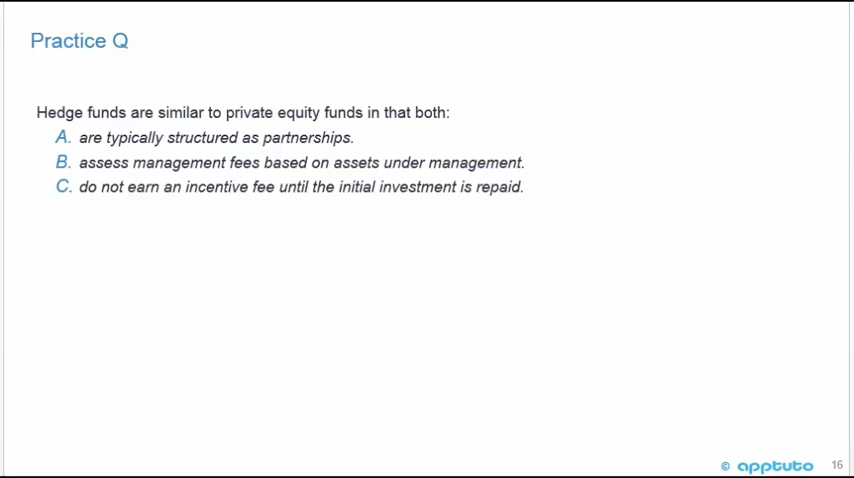 Practice Q
Hedge funds are similar to private equity funds in that both:
A. are typically structured as partnerships.
B. assess management fees based on assets under management.
C. do not earn an incentive fee until the initial investment is repaid.
© apptuto 16